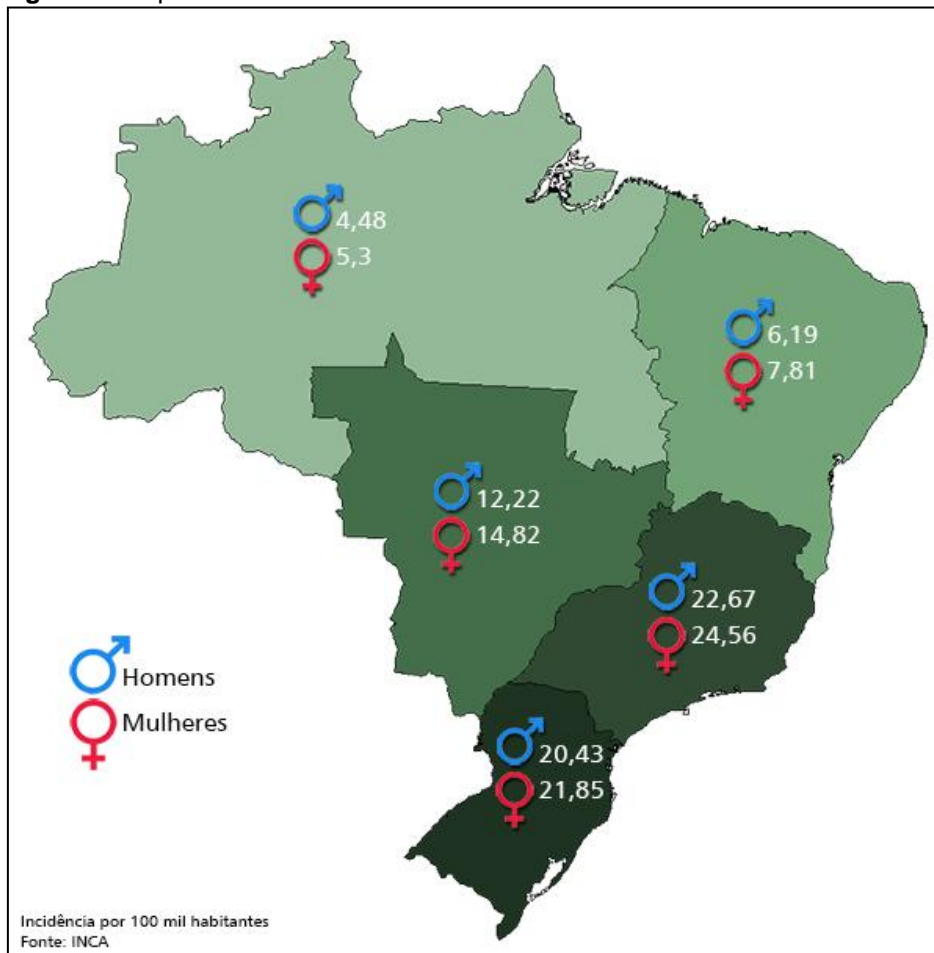 4,48
5,3
6,19
7,81
12,22
14,82
22,67
24,56
Homens
Mulheres
20,43
21,85
Incidência por 100 mil habitantes
Fonte: INCA